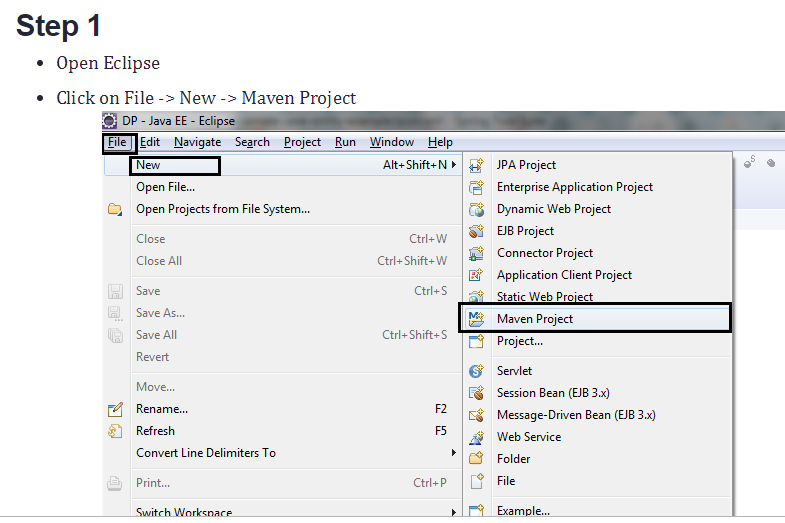 Step 1
Open Eclipse
Click on File -> New -> Maven Project
DP - Java EE - Eclipse
File Edit Navigate Search Project Run Window Help
New Alt+Shift+N
Open File...
Open Projects from File System...
Close Ctrl+W
Close All Ctrl+Shift+W
Save Ctrl+S
Save As...
Save All Ctrl+Shift+S
Revert
Move...
Rename... F2
Refresh F5
Convert Line Delimiters To
Print... Ctrl+P
Switch Workspace
JPA Project
Enterprise Application Project
Dynamic Web Project
EJB Project
Connector Project
Application Client Project
Static Web Project
Maven Project
Project...
Servlet
Session Bean (EJB 3.x)
Message-Driven Bean (EJB 3.x)
Web Service
Folder
File
Example...